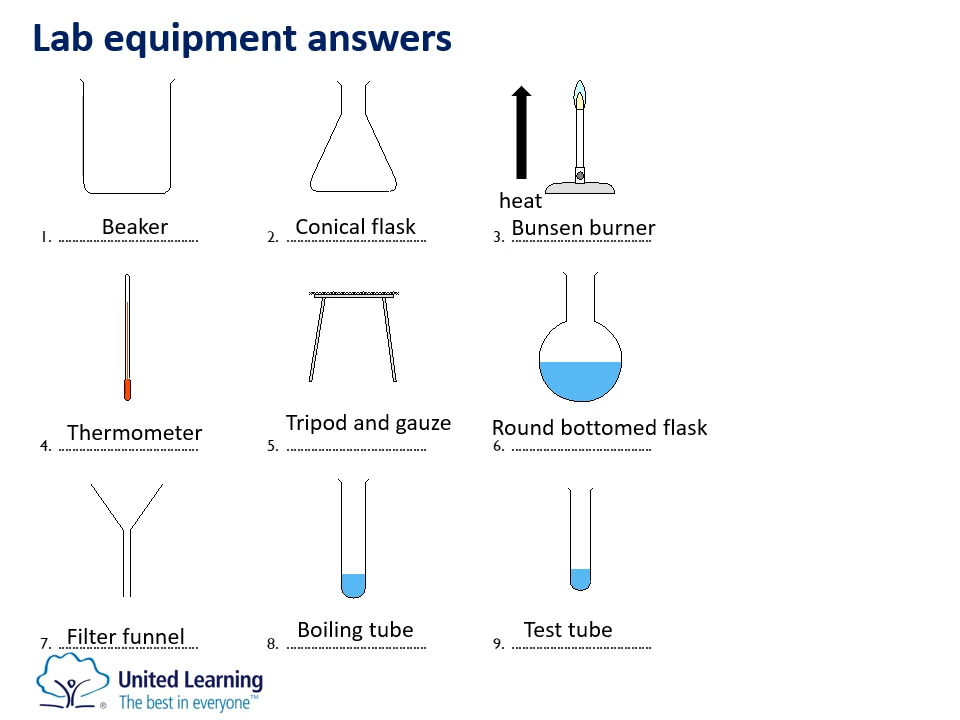 Lab equipment answers
heat
1. Beaker
2. Conical flask
3. Bunsen burner
4. Thermometer
5. Tripod and gauze
6. Round bottomed flask
7. Filter funnel
8. Boiling tube
9. Test tube
® United Learning
The best in everyone™